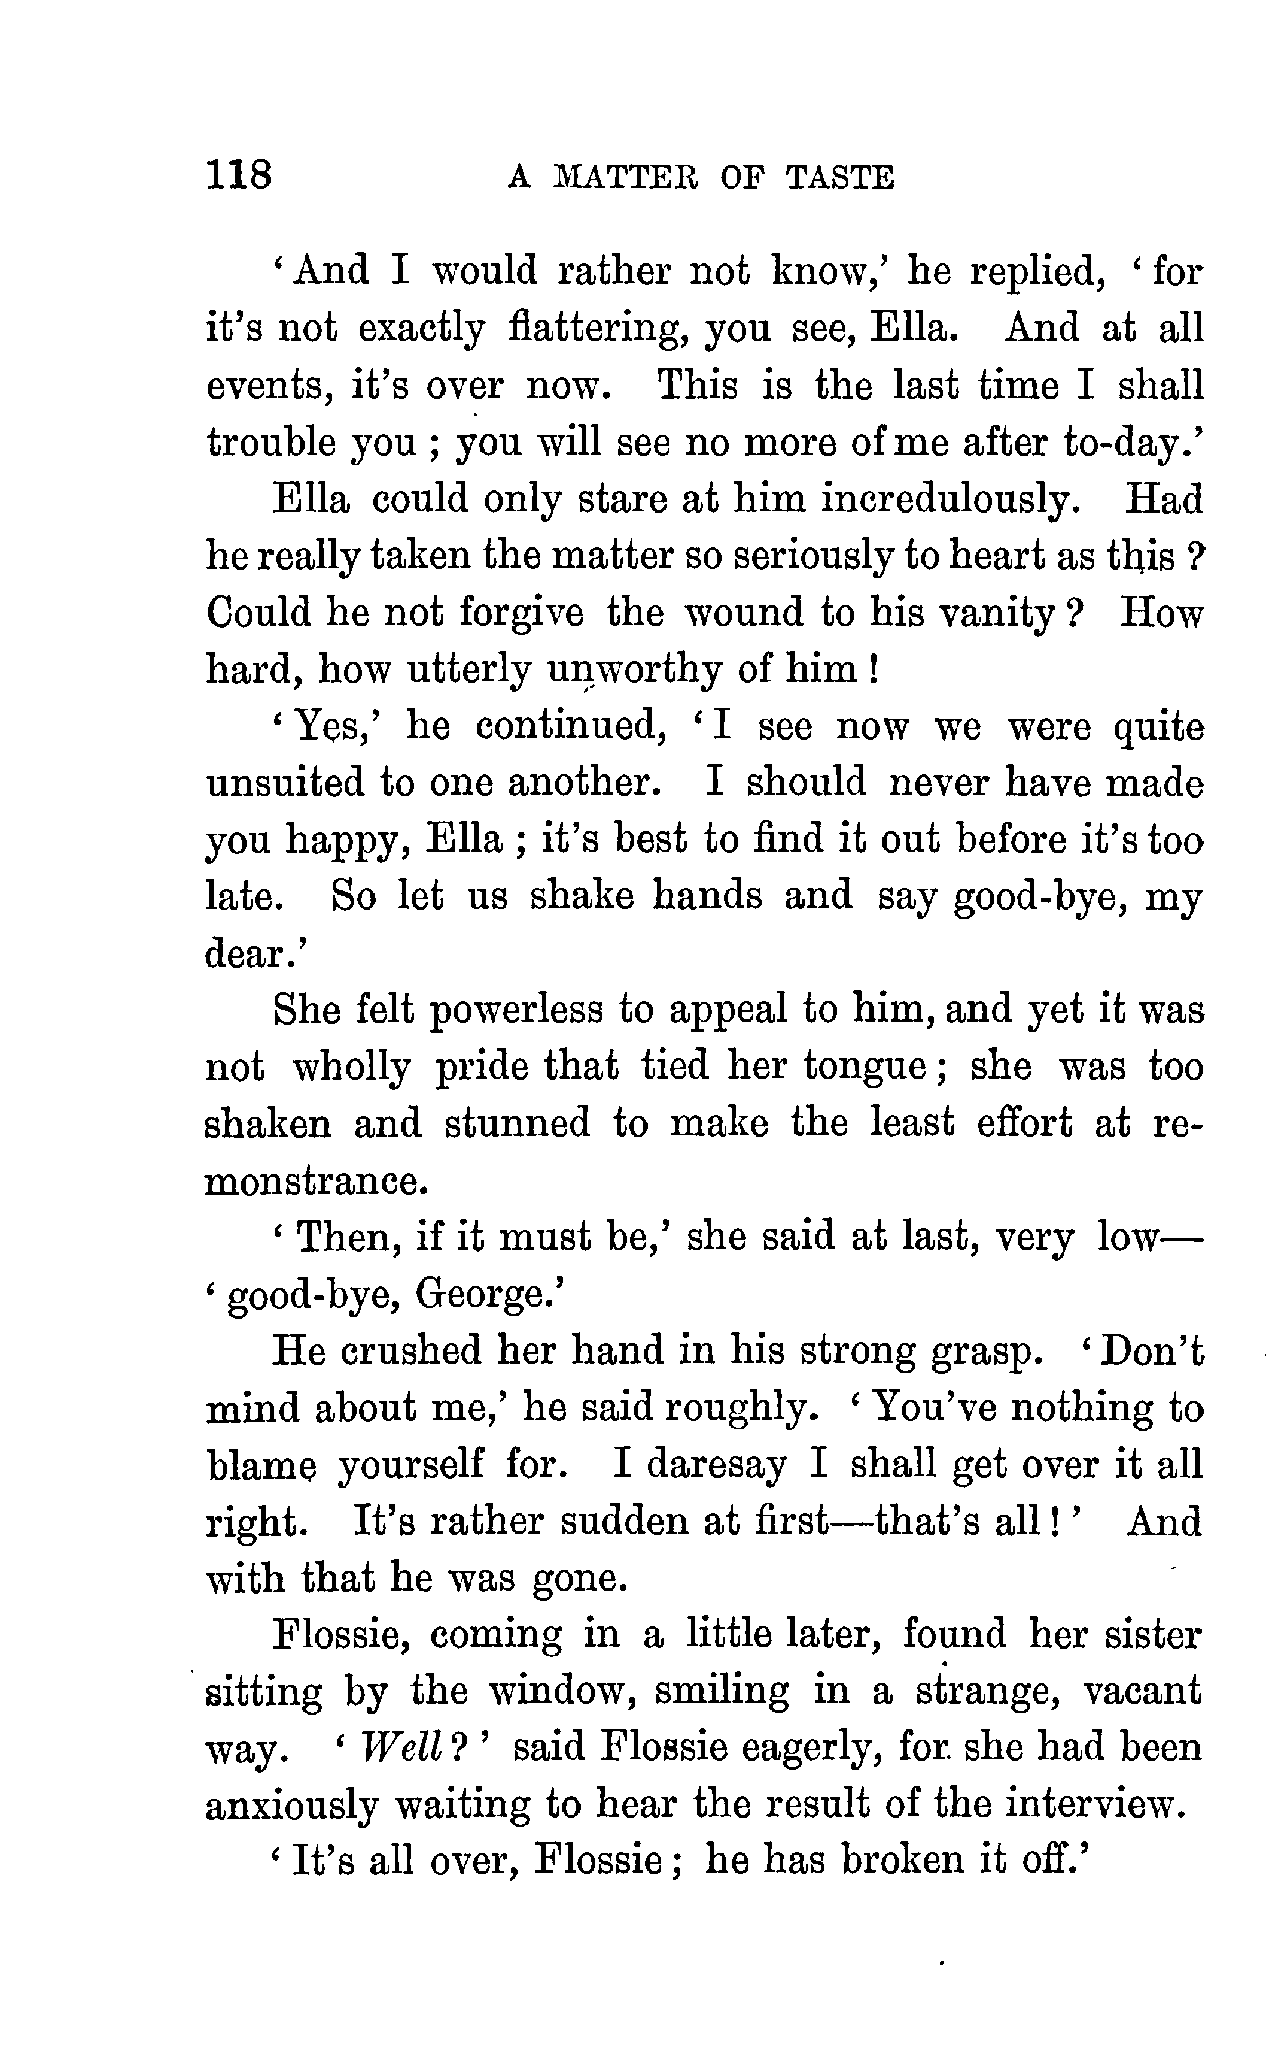 118 A MATTER OF TASTE
‘ And I would rather not know,’ he replied, ‘ for
it’s not exactly flattering, you see, Ella. And at all
events, it’s over now. This is the last time I shall
trouble you ; you will see no more of me after to-day.’
Ella could only stare at him incredulously. Had
he really taken the matter so seriously to heart as this ?
Could he not forgive the wound to his vanity ? How
hard, how utterly unworthy of him !
‘ Yes,’ he continued, ‘ I see now we were quite
unsuited to one another. I should never have made
you happy, Ella ; it’s best to find it out before it’s too
late. So let us shake hands and say good-bye, my
dear.’
She felt powerless to appeal to him, and yet it was
not wholly pride that tied her tongue ; she was too
shaken and stunned to make the least effort at re-
monstrance.
‘ Then, if it must be,’ she said at last, very low—
‘ good-bye, George.’
He crushed her hand in his strong grasp. ‘ Don’t
mind about me,’ he said roughly. ‘ You’ve nothing to
blame yourself for. I daresay I shall get over it all
right. It’s rather sudden at first—that’s all ! ’ And
with that he was gone.
Flossie, coming in a little later, found her sister
sitting by the window, smiling in a strange, vacant
way. ‘ Well ? ’ said Flossie eagerly, for she had been
anxiously waiting to hear the result of the interview.
‘ It’s all over, Flossie ; he has broken it off.’